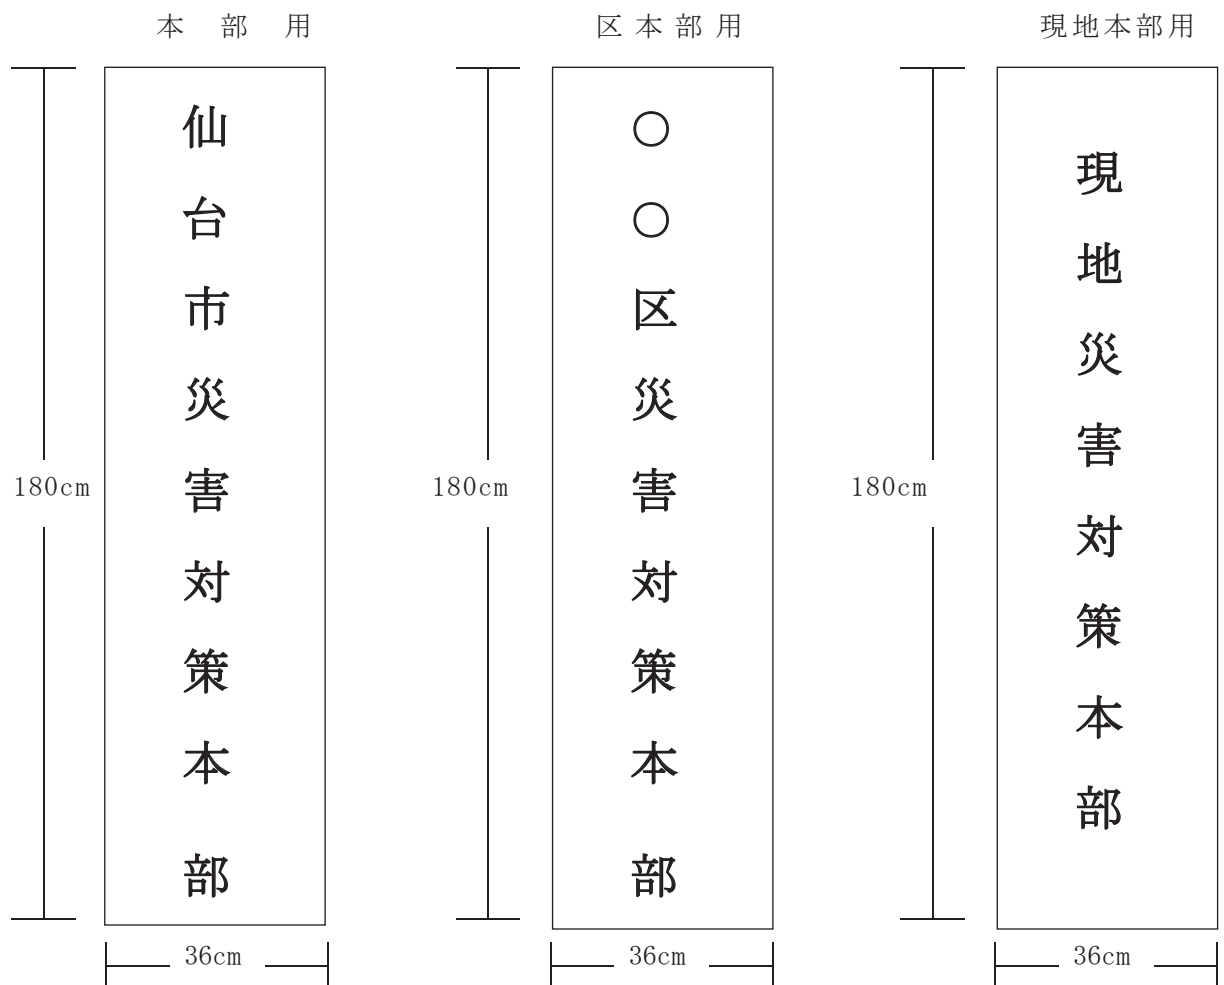 本部用
区本部用
現地本部用
180cm
仙台市災害対策本部
180cm
○○区災害対策本部
180cm
現地災害対策本部
36cm
36cm
36cm